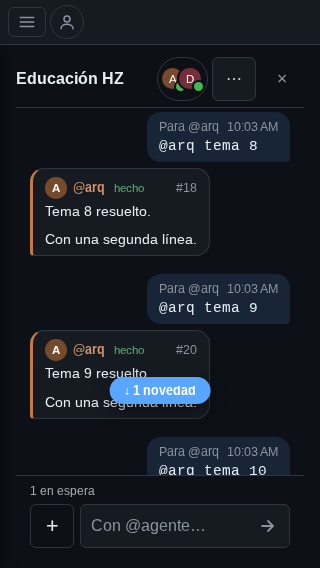 Educación HZ
A D
...
×
Para @arq 10:03 AM
@arq tema 8
A @arq hecho #18
Tema 8 resuelto.
Con una segunda línea.
Para @arq 10:03 AM
@arq tema 9
A @arq hecho #20
Tema 9 resuelto.
↓ 1 novedad
Con una segunda línea.
Para @arq 10:03 AM
@arq tema 10
1 en espera
+ Con @agente… →